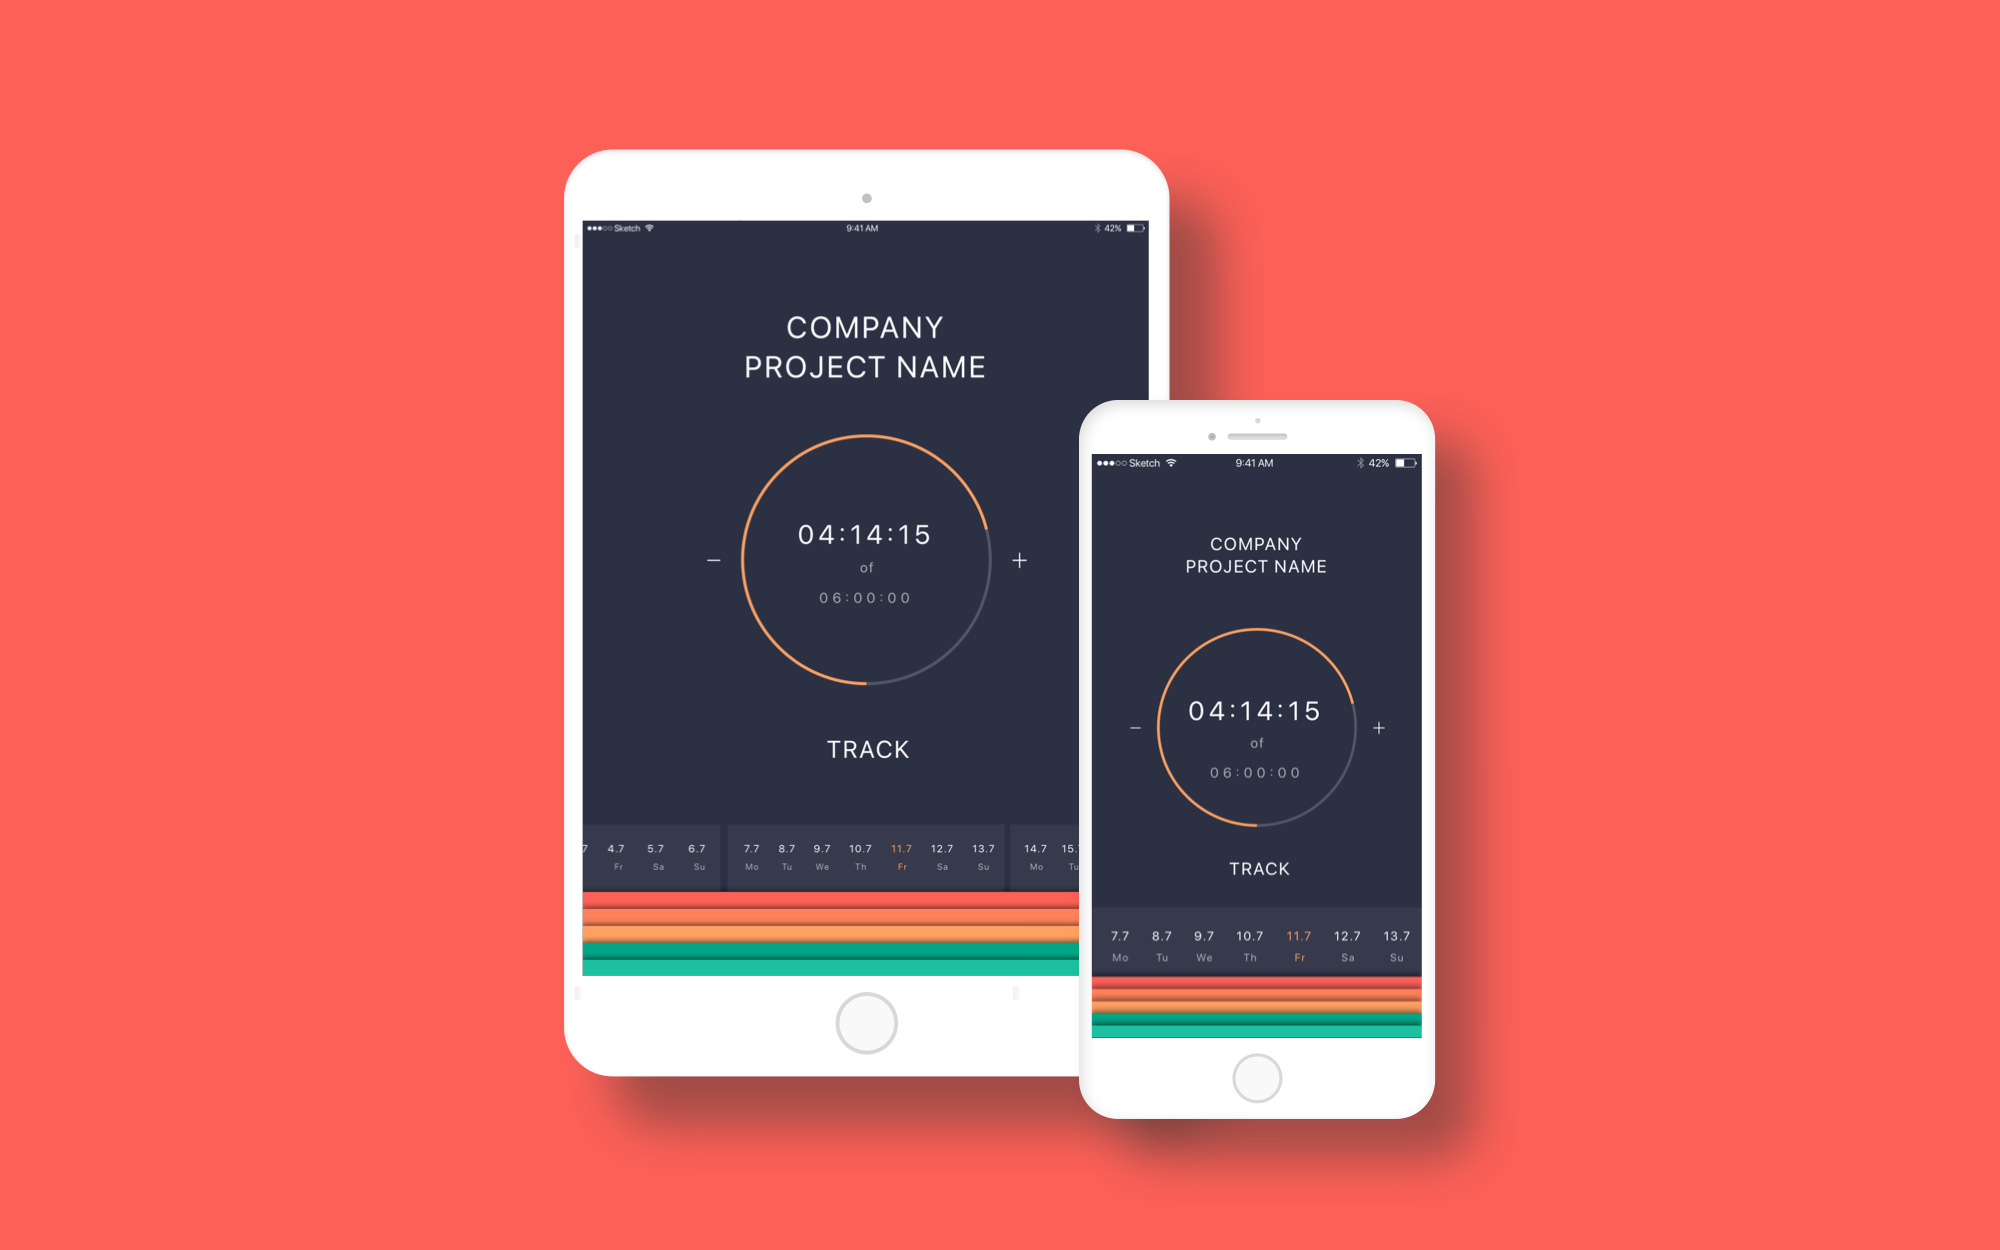 Sketch 9:41 AM 42%
COMPANY
PROJECT NAME
04:14:15
of
06:00:00
− +
TRACK
7 4.7 5.7 6.7 7.7 8.7 9.7 10.7 11.7 12.7 13.7 14.7 15.
Fr Sa Su Mo Tu We Th Fr Sa Su Mo Tu
Sketch 9:41 AM 42%
COMPANY
PROJECT NAME
04:14:15
of
06:00:00
− +
TRACK
7.7 8.7 9.7 10.7 11.7 12.7 13.7
Mo Tu We Th Fr Sa Su